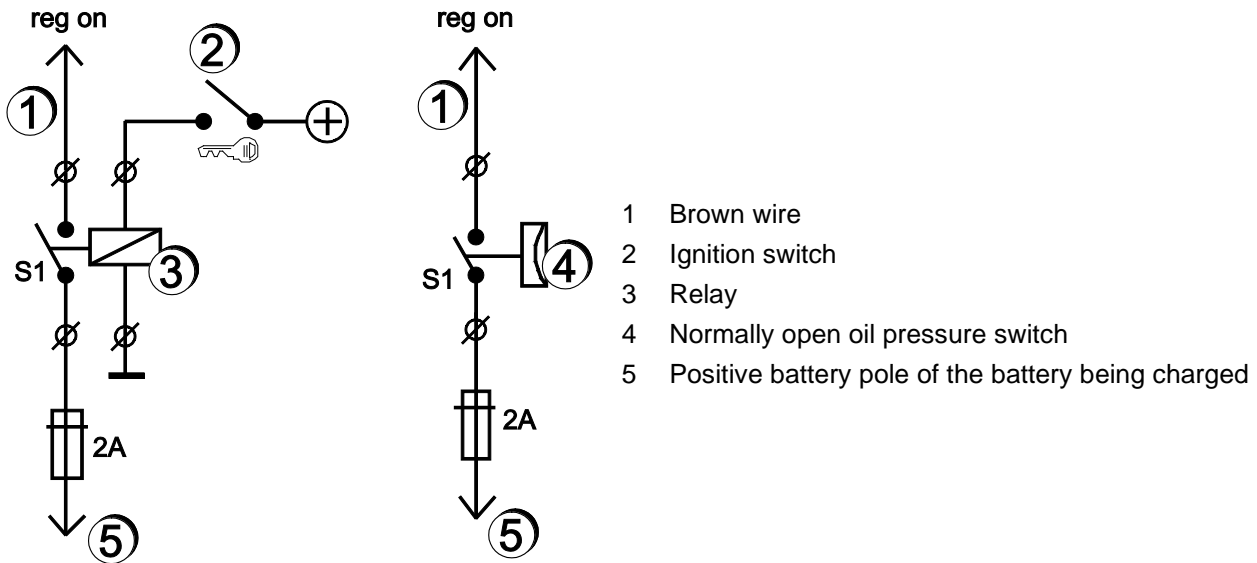 reg on
1
2
S1
3
2A
5
reg on
1
S1
4
2A
5
1 Brown wire
2 Ignition switch
3 Relay
4 Normally open oil pressure switch
5 Positive battery pole of the battery being charged